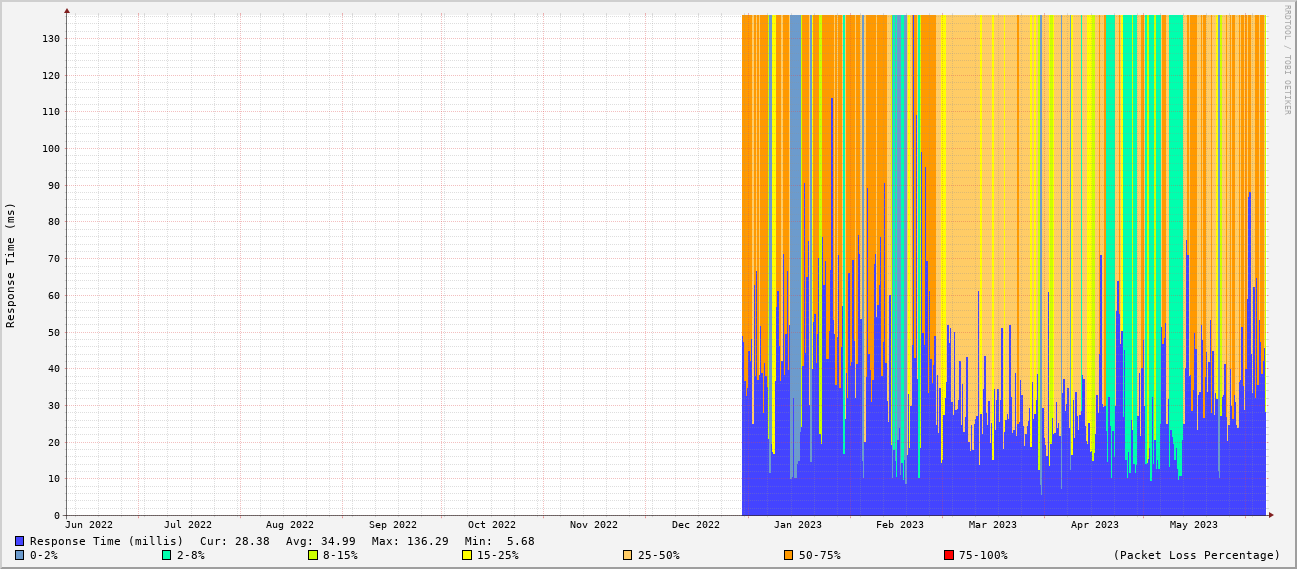 RRDTOOL / TOBI OETIKER
Response Time (ms)
130
120
110
100
90
80
70
60
50
40
30
20
10
0
Jun 2022 Jul 2022 Aug 2022 Sep 2022 Oct 2022 Nov 2022 Dec 2022 Jan 2023 Feb 2023 Mar 2023 Apr 2023 May 2023
Response Time (millis) Cur: 28.38 Avg: 34.99 Max: 136.29 Min: 5.68
0-2% 2-8% 8-15% 15-25% 25-50% 50-75% 75-100% (Packet Loss Percentage)